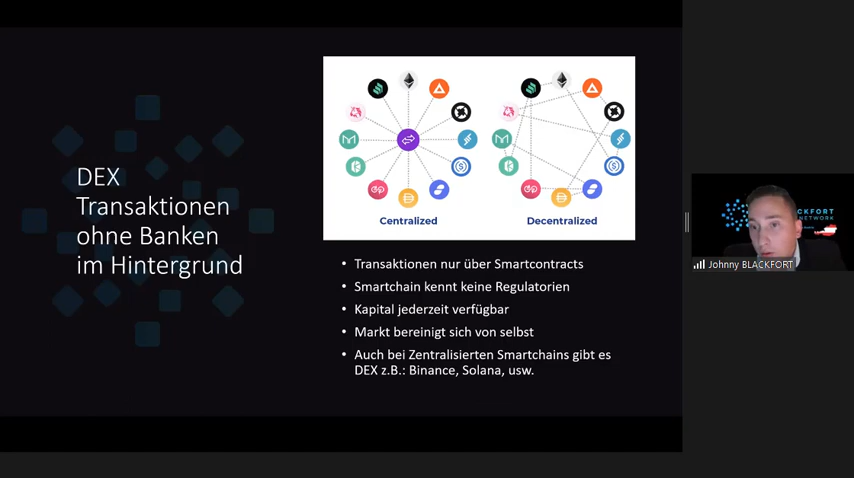 DEX
Transaktionen
ohne Banken
im Hintergrund
Centralized
Decentralized
• Transaktionen nur über Smartcontracts
• Smartchain kennt keine Regulatorien
• Kapital jederzeit verfügbar
• Markt bereinigt sich von selbst
• Auch bei Zentralisierten Smartchains gibt es
DEX z.B.: Binance, Solana, usw.
CKFORT
NETWORK
Johnny BLACKFORT